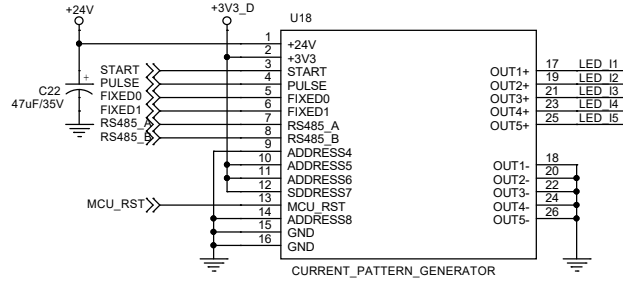 +24V
+3V3_D
U18
C22
47uF/35V
+
START
PULSE
FIXED0
FIXED1
RS485_A
RS485_B
MCU_RST
1 +24V
2 +3V3
3 START
4 PULSE
5 FIXED0
6 FIXED1
7 RS485_A
8 RS485_B
9 ADDRESS4
10 ADDRESS5
11 ADDRESS6
12 SDDRESS7
13 MCU_RST
14 ADDRESS8
15 GND
16 GND
OUT1+ 17 LED_I1
OUT2+ 19 LED_I2
OUT3+ 21 LED_I3
OUT4+ 23 LED_I4
OUT5+ 25 LED_I5
OUT1- 18
OUT2- 20
OUT3- 22
OUT4- 24
OUT5- 26
CURRENT_PATTERN_GENERATOR